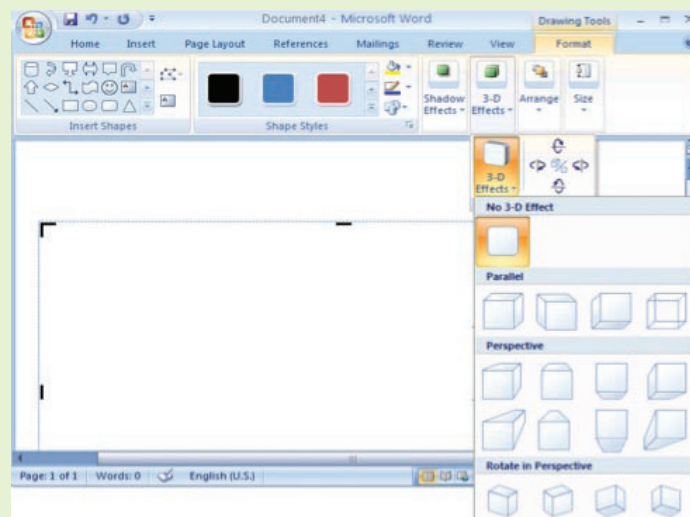 Document4 - Microsoft Word
Drawing Tools
Home Insert Page Layout References Mailings Review View Format
Shadow Effects
3-D Effects
Arrange
Size
Insert Shapes
Shape Styles
3-D
Effects
No 3-D Effect
Parallel
Perspective
Rotate in Perspective
Page: 1 of 1 Words: 0 English (U.S.)